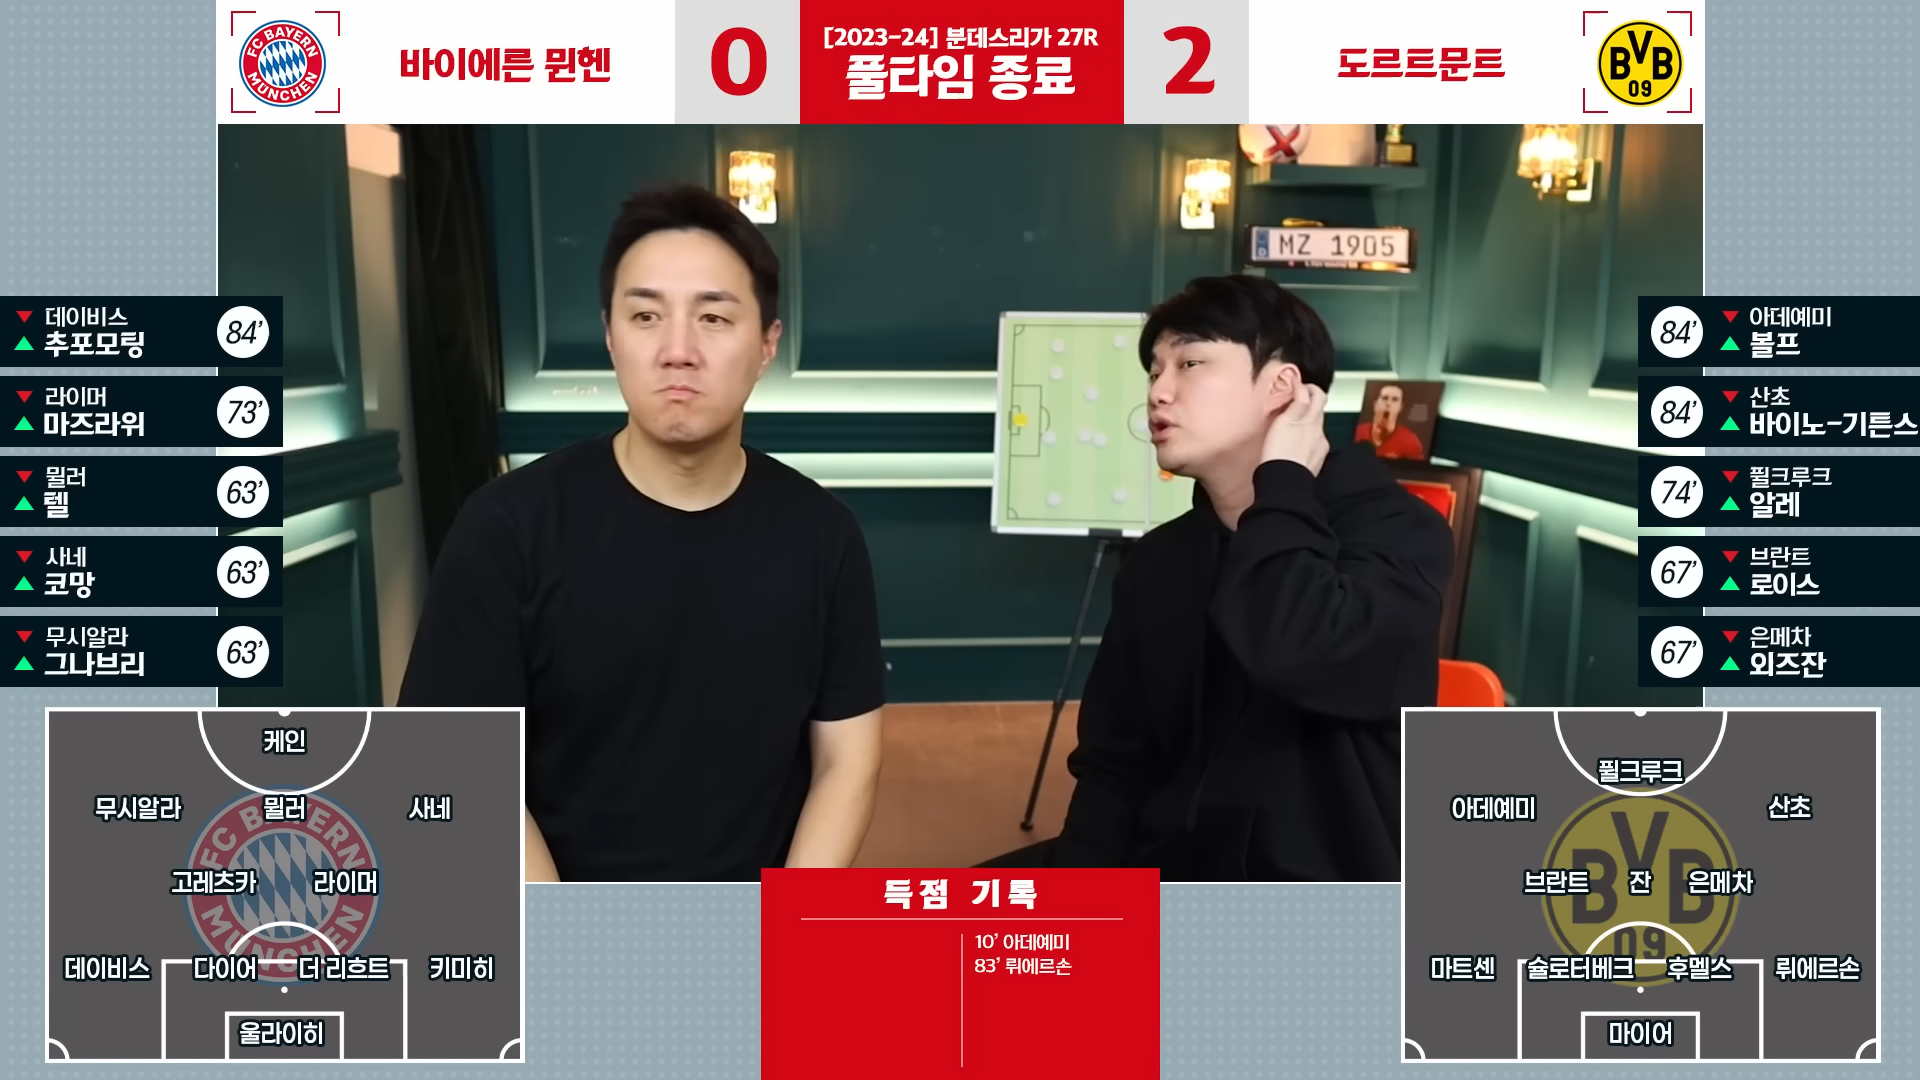 FC BAYERN MÜNCHEN
바이에른 뮌헨
0
[2023-24] 분데스리가 27R
풀타임 종료
2
도르트문트
BVB 09
MZ 1905
데이비스
추포모팅
84'
라이머
마즈라위
73'
뮐러
텔
63'
사네
코망
63'
무시알라
그나브리
63'
84'
아데예미
볼프
84'
산초
바이노-기튼스
74'
퓔크루크
알레
67'
브란트
로이스
67'
은메차
외즈잔
케인
무시알라 뮐러 사네
고레츠카 라이머
데이비스 다이어 더 리흐트 키미히
울라이히
FC BAYERN MÜNCHEN
득점 기록
10' 아데예미
83' 뤼에르손
퓔크루크
아데예미 산초
브란트 잔 은메차
마트센 슐로터베크 후멜스 뤼에르손
마이어
BVB 09